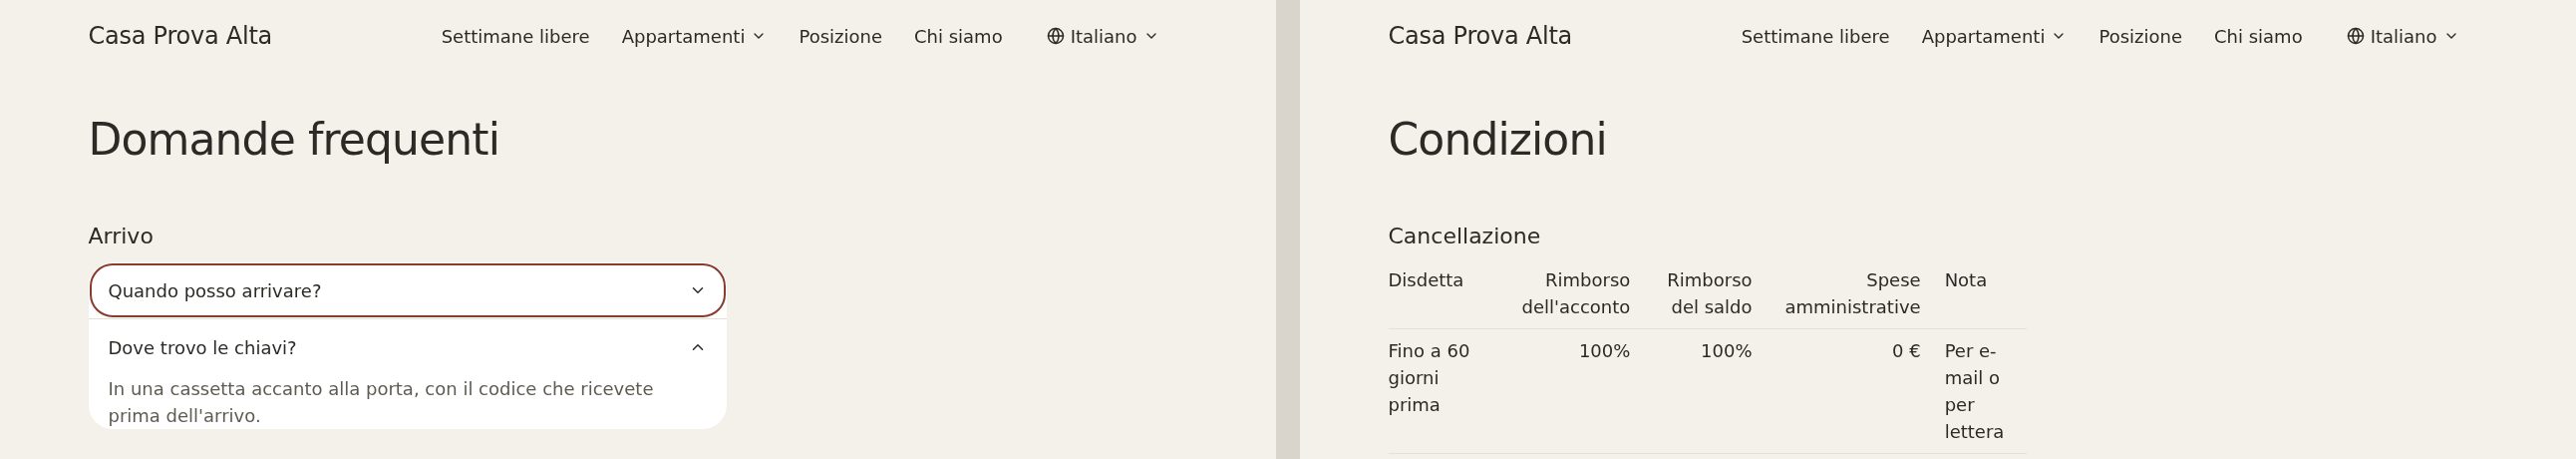 Casa Prova Alta
Settimane libere Appartamenti Posizione Chi siamo Italiano
Domande frequenti
Arrivo
Quando posso arrivare?
Dove trovo le chiavi?
In una cassetta accanto alla porta, con il codice che ricevete
prima dell'arrivo.
Casa Prova Alta
Settimane libere Appartamenti Posizione Chi siamo Italiano
Condizioni
Cancellazione
Disdetta Rimborso Rimborso Spese Nota
dell'acconto del saldo amministrative
Fino a 60 100% 100% 0 € Per e-
giorni mail o
prima per
lettera